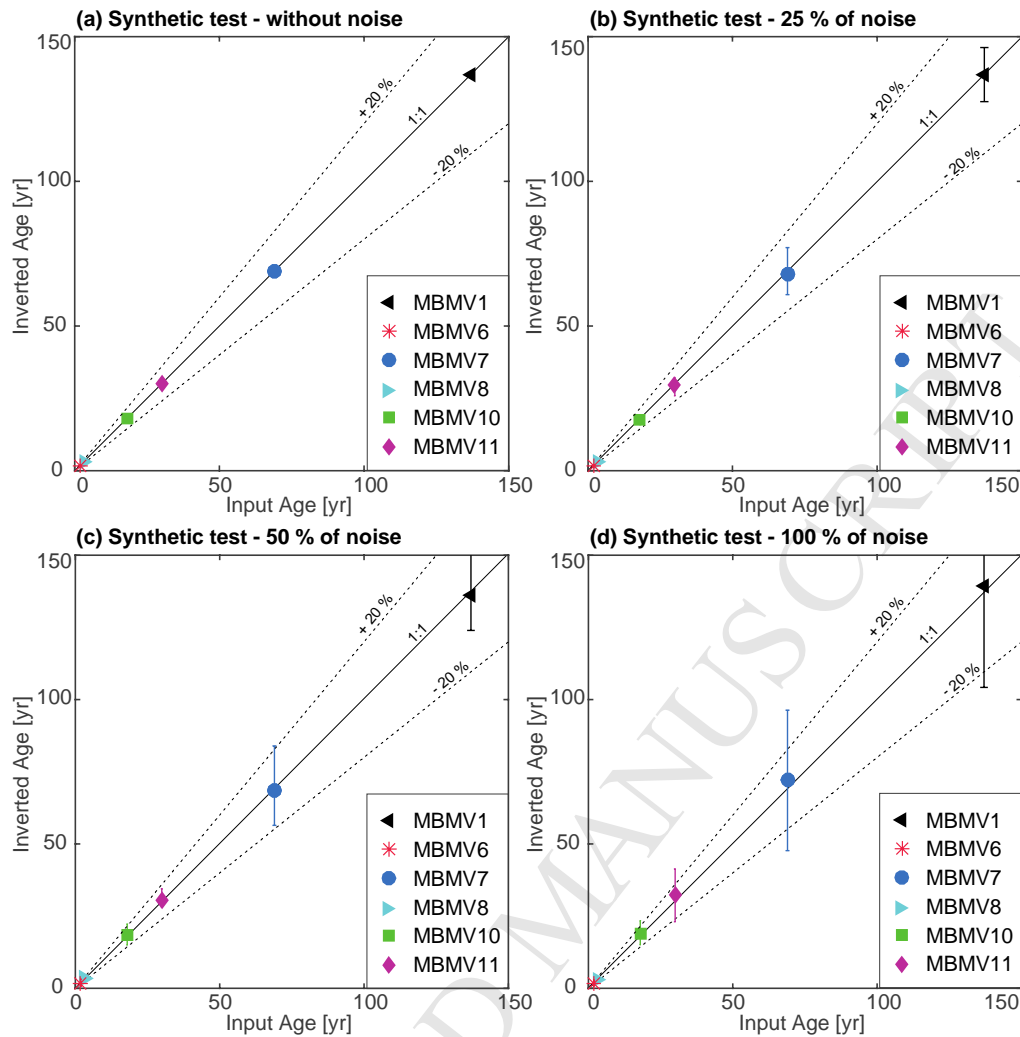 (a) Synthetic test - without noise
150
100
50
0
Inverted Age [yr]
+ 20 %
1:1
- 20 %
MBMV1
MBMV6
MBMV7
MBMV8
MBMV10
MBMV11
0 50 100 150
Input Age [yr]
(b) Synthetic test - 25 % of noise
150
100
50
0
Inverted Age [yr]
+ 20 %
1:1
- 20 %
MBMV1
MBMV6
MBMV7
MBMV8
MBMV10
MBMV11
0 50 100 150
Input Age [yr]
(c) Synthetic test - 50 % of noise
150
100
50
0
Inverted Age [yr]
+ 20 %
1:1
- 20 %
MBMV1
MBMV6
MBMV7
MBMV8
MBMV10
MBMV11
0 50 100 150
Input Age [yr]
(d) Synthetic test - 100 % of noise
150
100
50
0
Inverted Age [yr]
+ 20 %
1:1
- 20 %
MBMV1
MBMV6
MBMV7
MBMV8
MBMV10
MBMV11
0 50 100 150
Input Age [yr]
D MANUSCRIPT